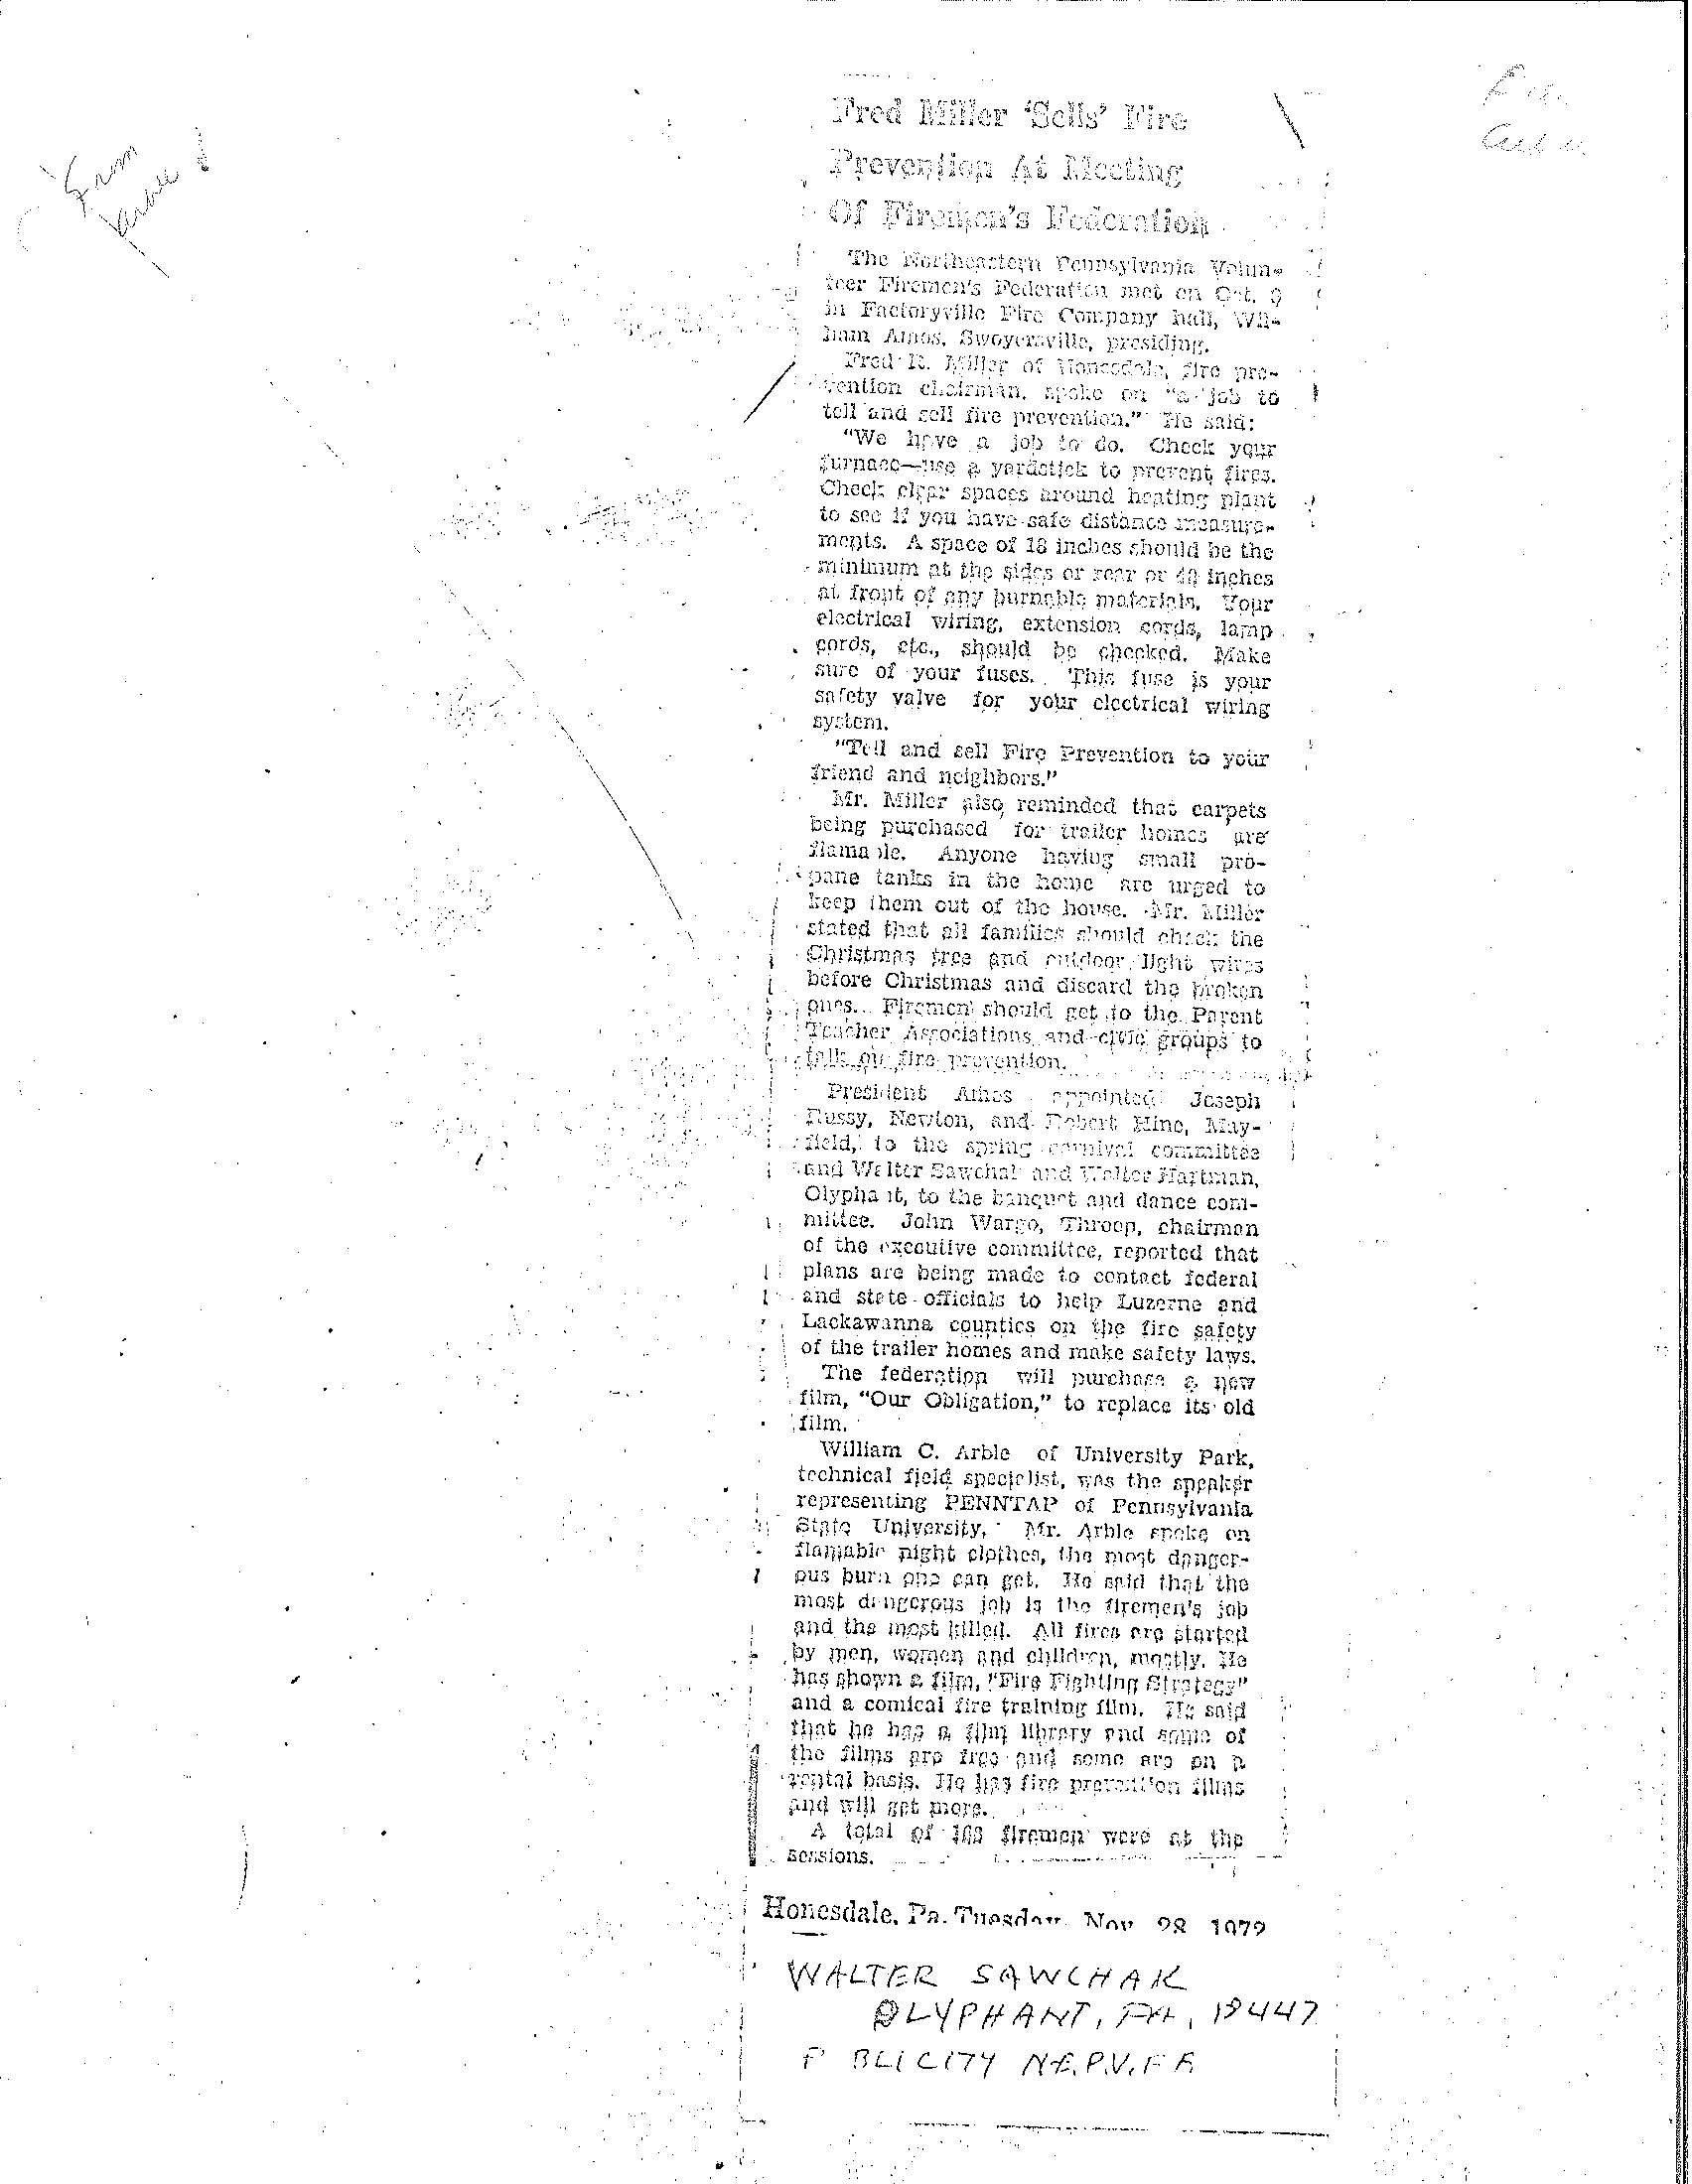 From
Fred Miller 'Sells' Fire
Prevention At Meeting
Of Firemen's Federation
The Northeastern Pennsylvania Volun-
teer Firemen's Federation met on Oct. 9
in Factoryville Fire Company hall, Wil-
liam Amos, Swoyersville, presiding.
Fred R. Miller of Honesdale, fire pre-
vention chairman, spoke on "a job to
tell and sell fire prevention." He said:
"We have a job to do. Check your
furnace—use a yardstick to prevent fires.
Check clear spaces around heating plant
to see if you have safe distance measure-
ments. A space of 18 inches should be the
minimum at the sides or rear or inches
at front of any burnable materials. Your
electrical wiring, extension cords, lamp
cords, etc., should be checked. Make
sure of your fuses. This fuse is your
safety valve for your electrical wiring
system.
"Tell and sell Fire Prevention to your
friend and neighbors."
Mr. Miller also reminded that carpets
being purchased for trailer homes are
flamable. Anyone having small pro-
pane tanks in the home are urged to
keep them out of the house. Mr. Miller
stated that all families should check the
Christmas tree and outdoor light wires
before Christmas and discard the broken
ones. Firemen should get to the Parent
Teacher Associations and civic groups to
talk on fire prevention.
President Amos appointed Joseph
Hussy, Newton, and Robert Hine, May-
field, to the spring carnival committee
and Walter Sawchak and Walter Hartman,
Olyphant, to the banquet and dance com-
mittee. John Wargo, Throop, chairman
of the executive committee, reported that
plans are being made to contact federal
and state officials to help Luzerne and
Lackawanna counties on the fire safety
of the trailer homes and make safety laws.
The federation will purchase a new
film, "Our Obligation," to replace its old
film.
William C. Arble of University Park,
technical field specialist, was the speaker
representing PENNTAP of Pennsylvania
State University. Mr. Arble spoke on
flamable night clothes, the most danger-
ous burn one can get. He said that the
most dangerous job is the firemen's job
and the most killed. All fires are started
by men, women and children, mostly. He
has shown a film, "Fire Fighting Strategy"
and a comical fire training film. He said
that he has a film library and some of
the films are free and some are on a
rental basis. He has fire prevention films
and will get more.
A total of firemen were at the
sessions.
Honesdale, Pa. Tuesday Nov 28 1972
WALTER SAWCHAK
OLYPHANT, PA, 18447
P BLICITY N.E.P.V.F F.